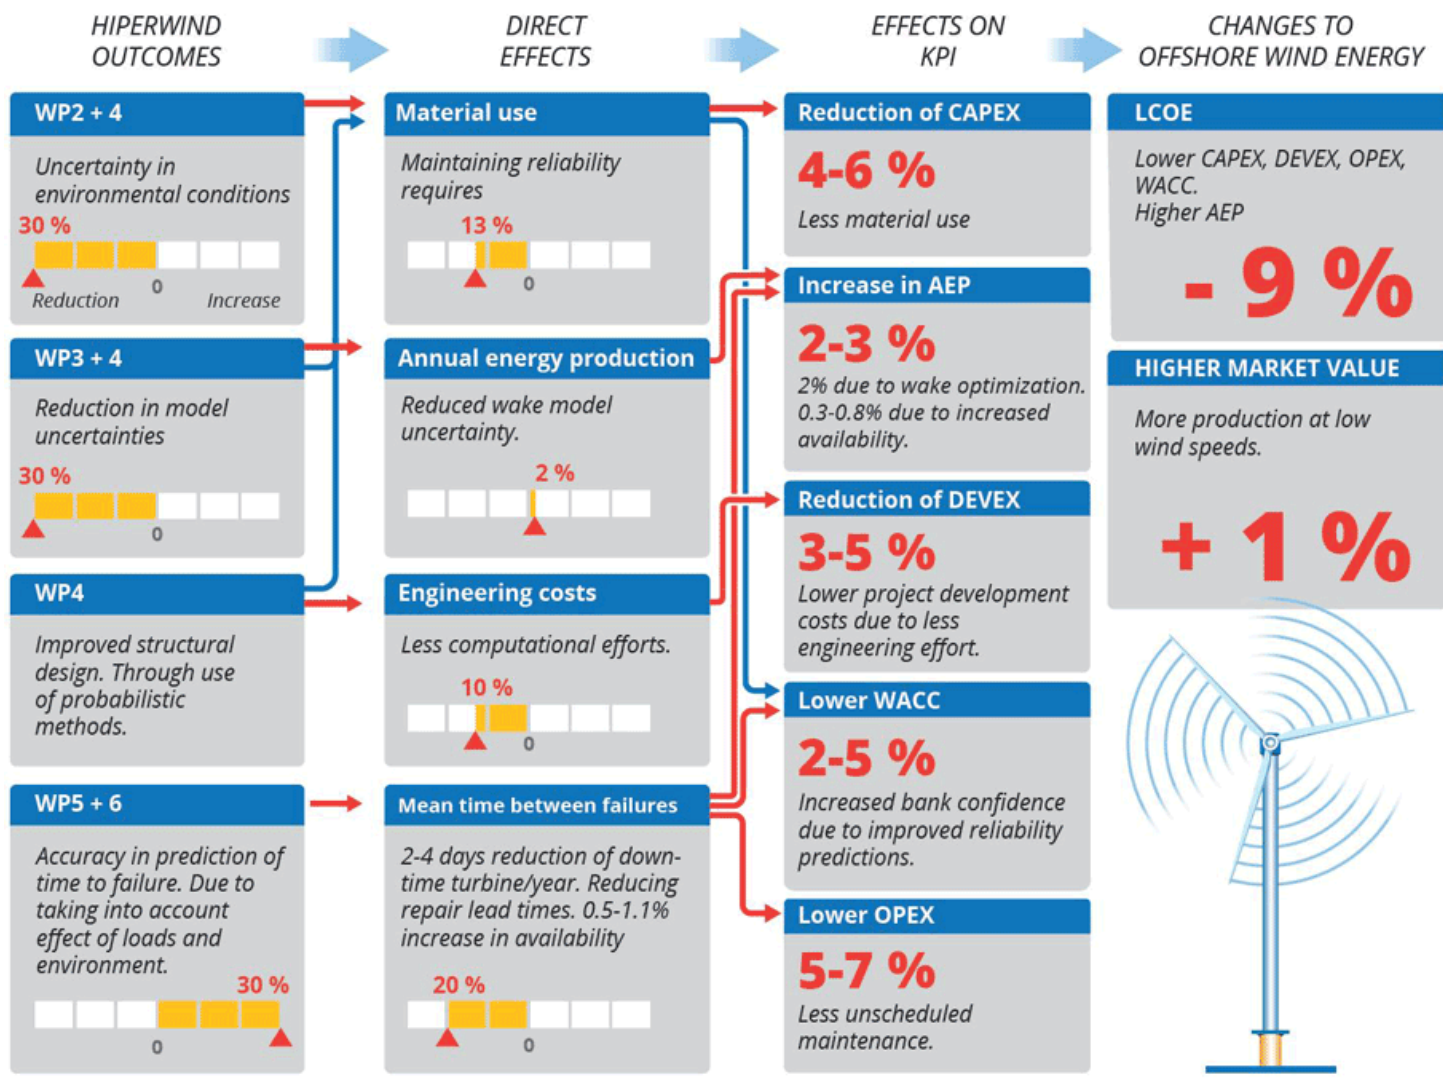 HIPERWIND
OUTCOMES
DIRECT
EFFECTS
EFFECTS ON
KPI
CHANGES TO
OFFSHORE WIND ENERGY
WP2 + 4
Uncertainty in
environmental conditions
30 %
0
Reduction
Increase
WP3 + 4
Reduction in model
uncertainties
30 %
0
WP4
Improved structural
design. Through use
of probabilistic
methods.
WP5 + 6
Accuracy in prediction of
time to failure. Due to
taking into account
effect of loads and
environment.
30 %
0
Material use
Maintaining reliability
requires
13 %
0
Annual energy production
Reduced wake model
uncertainty.
2 %
Engineering costs
Less computational efforts.
10 %
0
Mean time between failures
2-4 days reduction of down-
time turbine/year. Reducing
repair lead times. 0.5-1.1%
increase in availability
20 %
0
Reduction of CAPEX
4-6 %
Less material use
Increase in AEP
2-3 %
2% due to wake optimization.
0.3-0.8% due to increased
availability.
Reduction of DEVEX
3-5 %
Lower project development
costs due to less
engineering effort.
Lower WACC
2-5 %
Increased bank confidence
due to improved reliability
predictions.
Lower OPEX
5-7 %
Less unscheduled
maintenance.
LCOE
Lower CAPEX, DEVEX, OPEX,
WACC.
Higher AEP
- 9 %
HIGHER MARKET VALUE
More production at low
wind speeds.
+ 1 %